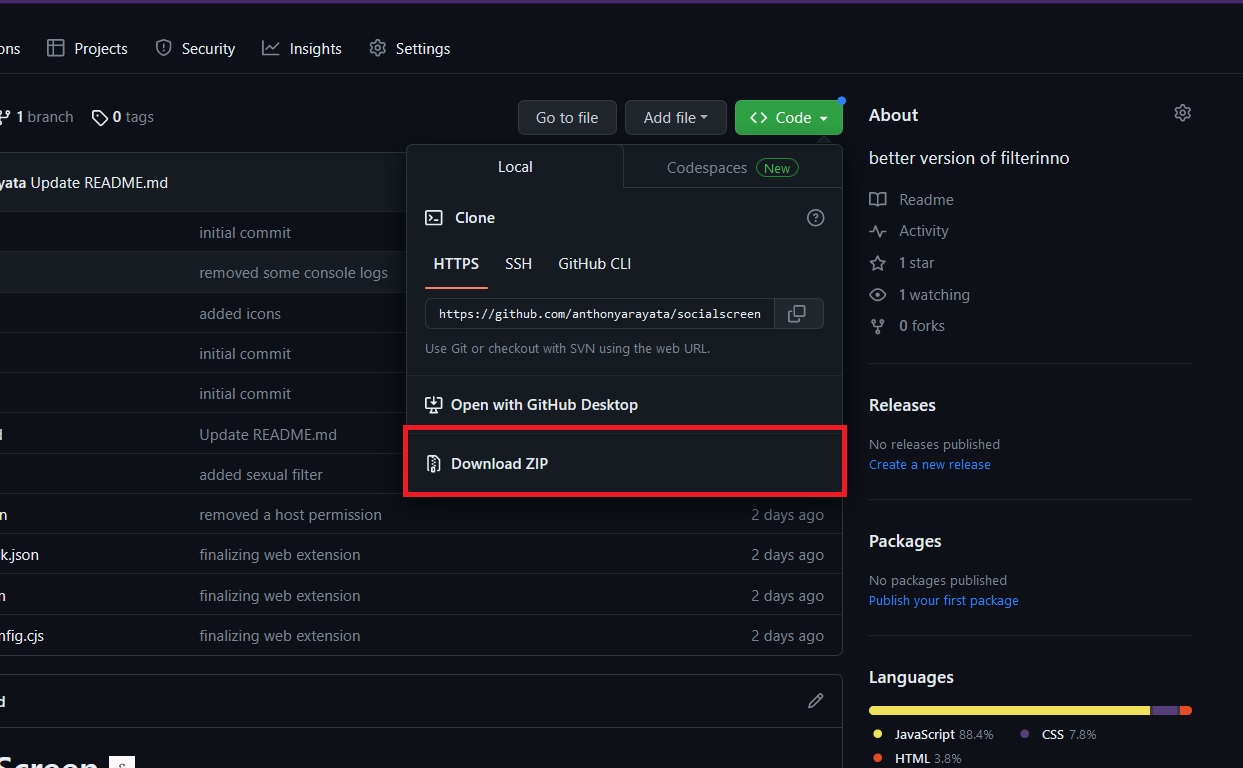 ons Projects Security Insights Settings
1 branch 0 tags Go to file Add file Code
yata Update README.md
initial commit
removed some console logs
added icons
initial commit
initial commit
d Update README.md
added sexual filter
n removed a host permission 2 days ago
k.json finalizing web extension 2 days ago
n finalizing web extension 2 days ago
nfig.cjs finalizing web extension 2 days ago
d
Screen S
Local Codespaces New
Clone
HTTPS SSH GitHub CLI
https://github.com/anthonyarayata/socialscreen
Use Git or checkout with SVN using the web URL.
Open with GitHub Desktop
Download ZIP
About
better version of filterinno
Readme
Activity
1 star
1 watching
0 forks
Releases
No releases published
Create a new release
Packages
No packages published
Publish your first package
Languages
JavaScript 88.4% CSS 7.8%
HTML 3.8%